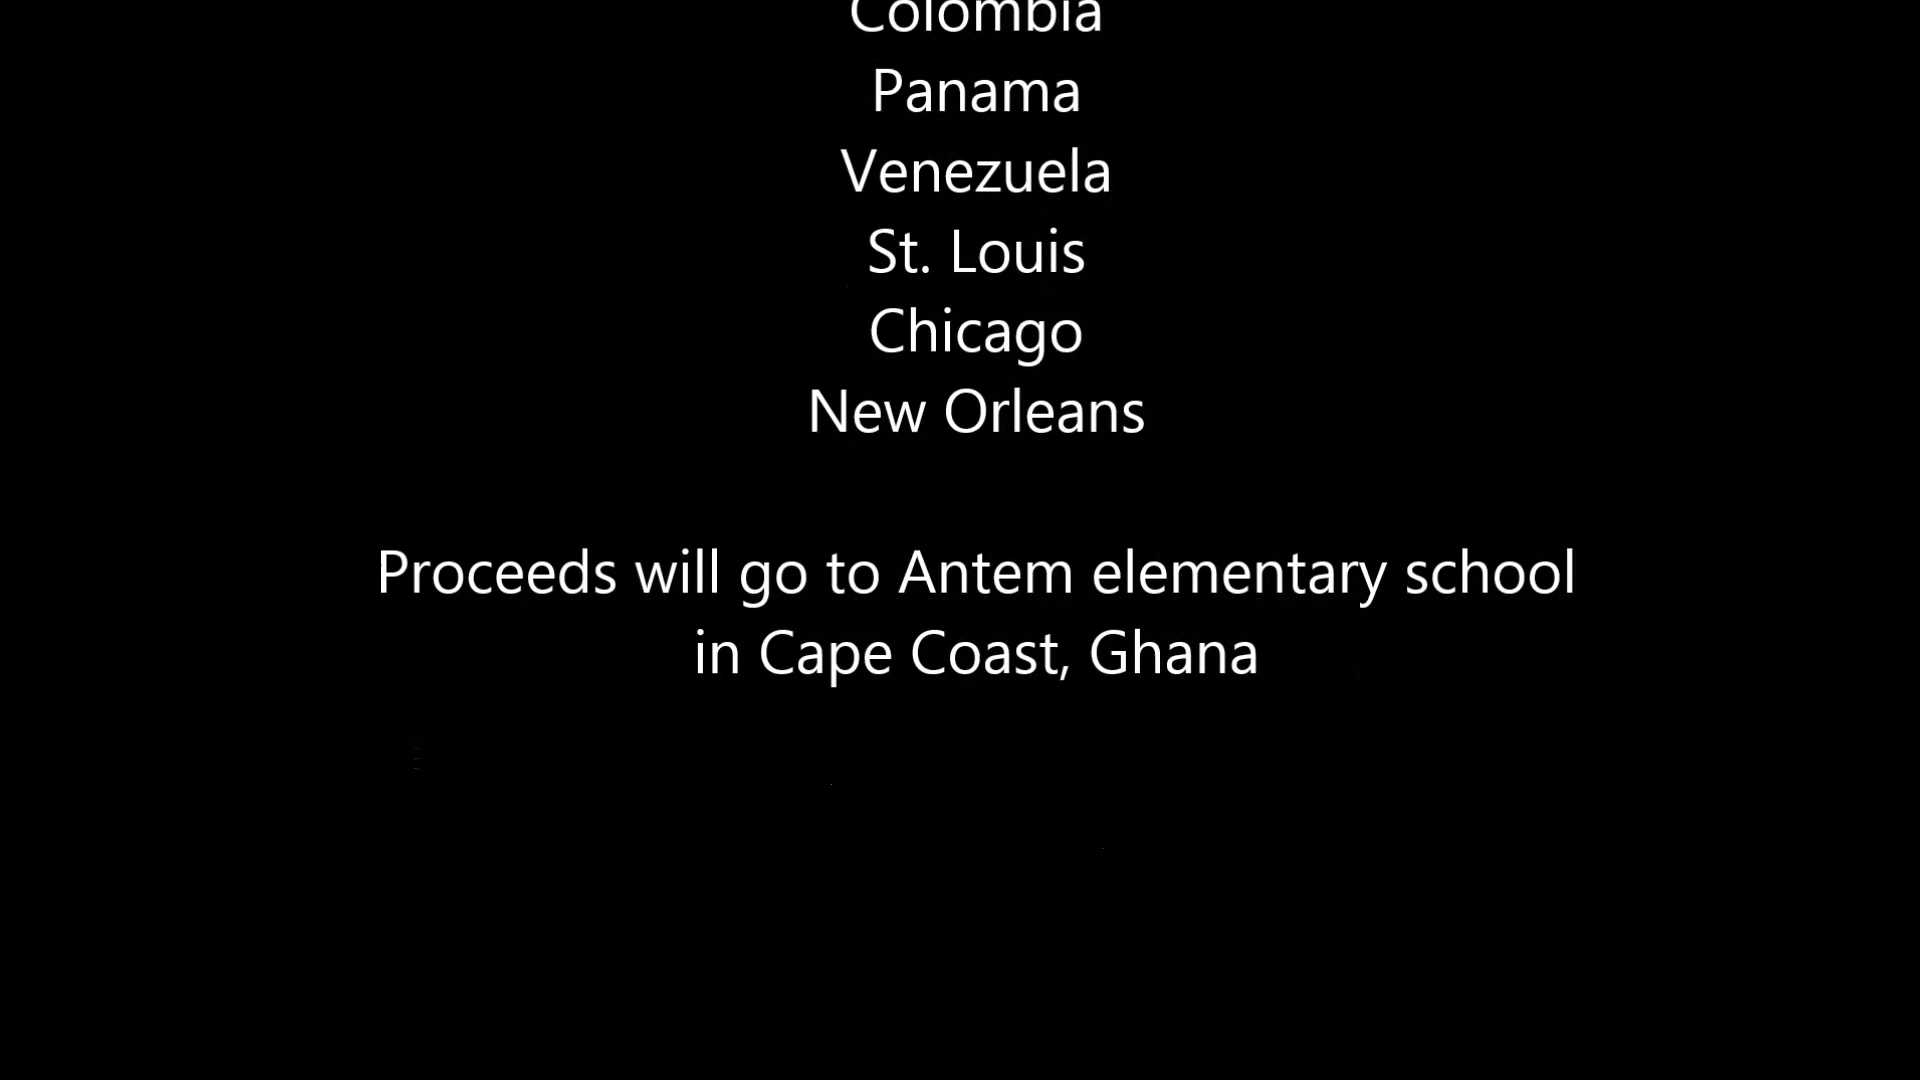 Colombia
Panama
Venezuela
St. Louis
Chicago
New Orleans
Proceeds will go to Antem elementary school
in Cape Coast, Ghana